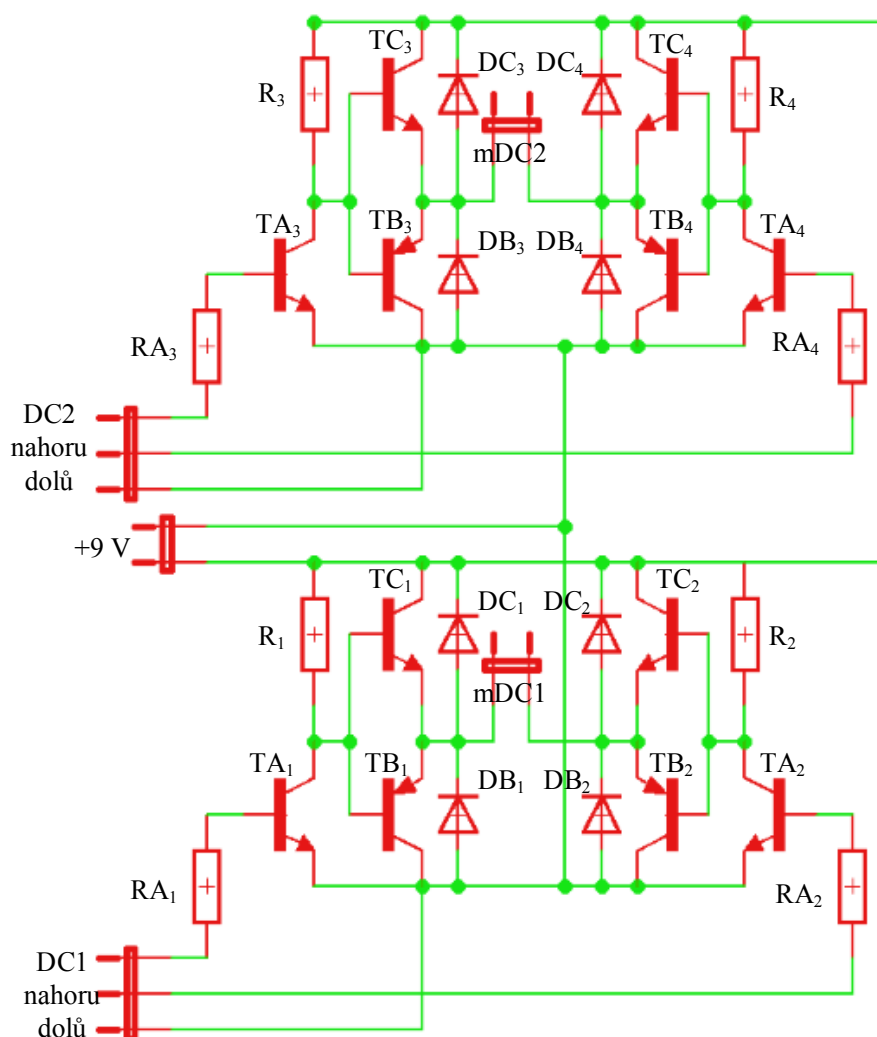 TC₃
TC₄
DC₃
DC₄
R₃
R₄
mDC2
TA₃
TB₃
TB₄
TA₄
DB₃
DB₄
RA₃
RA₄
DC2
nahoru
dolů
+9 V
TC₁
TC₂
DC₁
DC₂
R₁
R₂
mDC1
TA₁
TB₁
TB₂
TA₂
DB₁
DB₂
RA₁
RA₂
DC1
nahoru
dolů